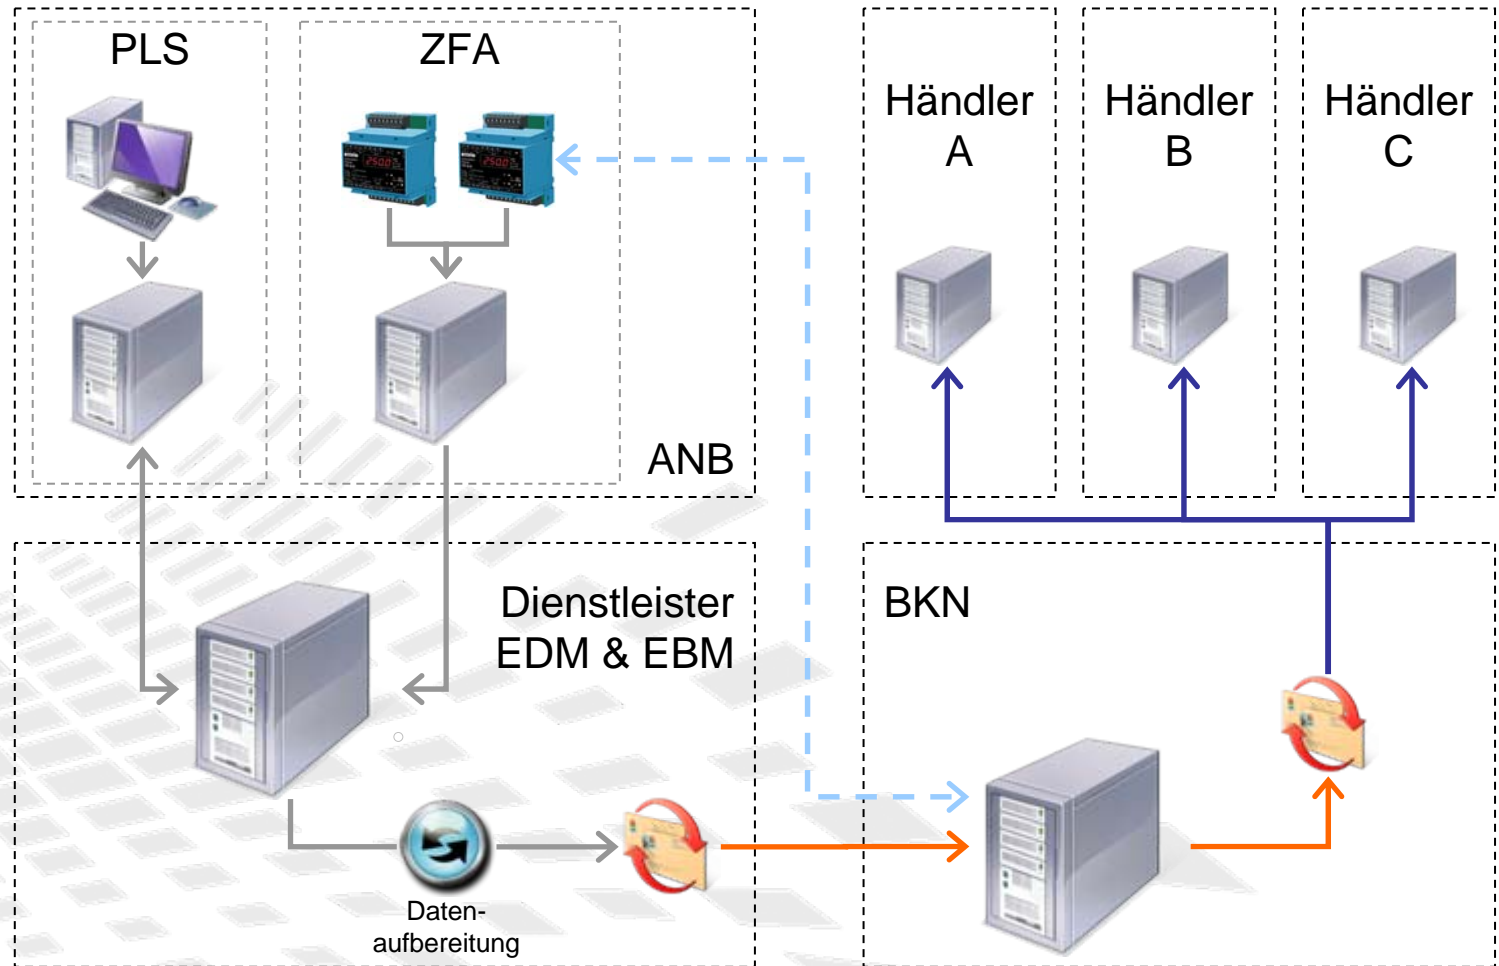 PLS
ZFA
ANB
Händler
A
Händler
B
Händler
C
Dienstleister
EDM & EBM
BKN
Daten-
aufbereitung